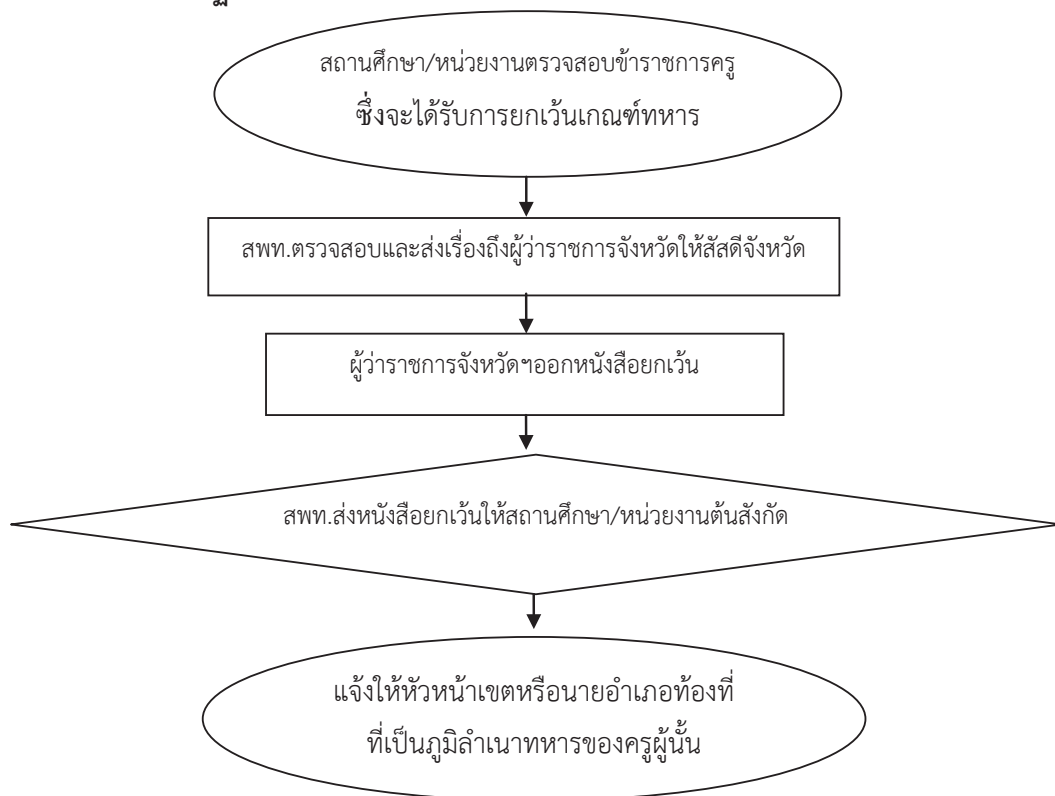 สถานศึกษา/หน่วยงานตรวจสอบข้าราชการครู
ซึ่งจะได้รับการยกเว้นเกณฑ์ทหาร
สพท.ตรวจสอบและส่งเรื่องถึงผู้ว่าราชการจังหวัดให้สัสดีจังหวัด
ผู้ว่าราชการจังหวัดฯออกหนังสือยกเว้น
สพท.ส่งหนังสือยกเว้นให้สถานศึกษา/หน่วยงานต้นสังกัด
แจ้งให้หัวหน้าเขตหรือนายอำเภอท้องที่
ที่เป็นภูมิลำเนาทหารของครูผู้นั้น